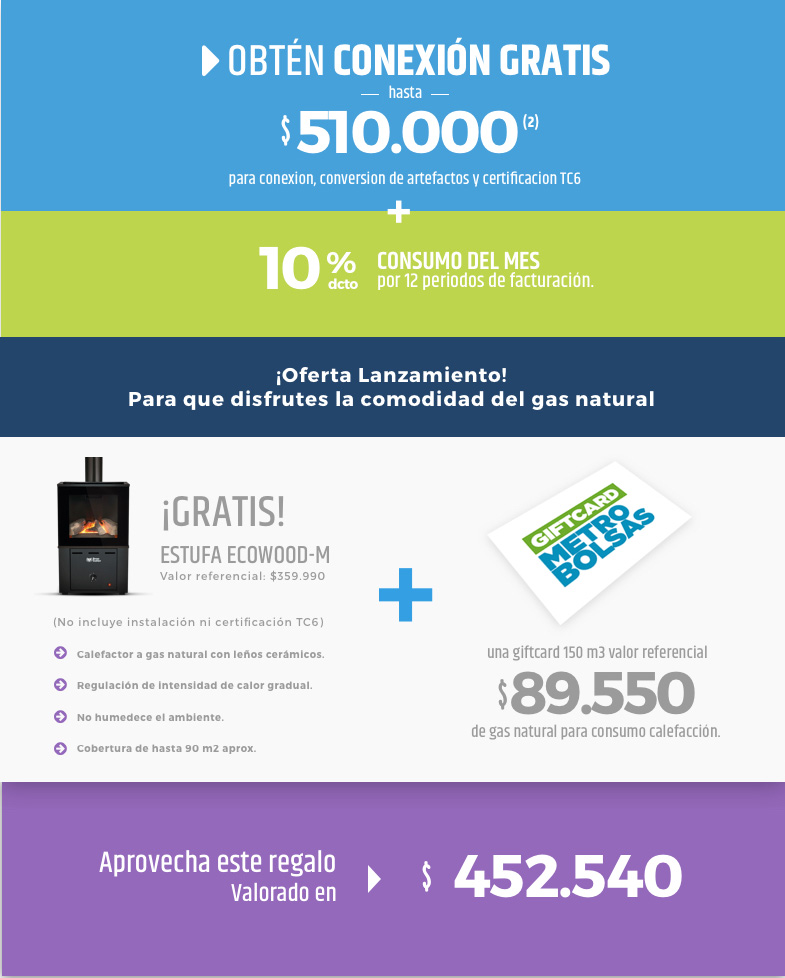 OBTÉN CONEXIÓN GRATIS
hasta
$ 510.000 (2)
para conexion, conversion de artefactos y certificacion TC6
+
10 % dcto
CONSUMO DEL MES
por 12 periodos de facturación.
¡Oferta Lanzamiento!
Para que disfrutes la comodidad del gas natural
¡GRATIS!
ESTUFA ECOWOOD-M
Valor referencial: $359.990
(No incluye instalación ni certificación TC6)
Calefactor a gas natural con leños cerámicos.
Regulación de intensidad de calor gradual.
No humedece el ambiente.
Cobertura de hasta 90 m2 aprox.
+
GIFTCARD
METRO
BOLSAS
una giftcard 150 m3 valor referencial
$89.550
de gas natural para consumo calefacción.
Aprovecha este regalo
Valorado en
$ 452.540